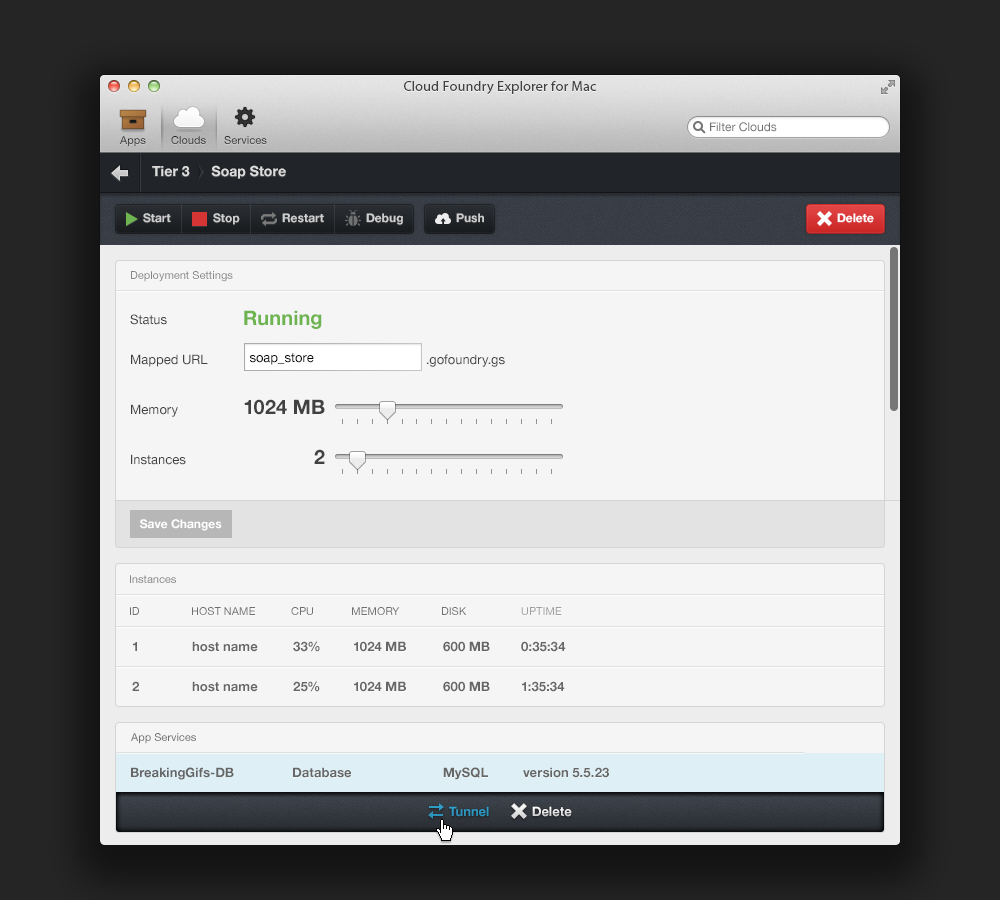 Cloud Foundry Explorer for Mac
Apps Clouds Services Filter Clouds
Tier 3 Soap Store
Start Stop Restart Debug Push Delete
Deployment Settings
Status Running
Mapped URL soap_store .gofoundry.gs
Memory 1024 MB
Instances 2
Save Changes
Instances
ID HOST NAME CPU MEMORY DISK UPTIME
1 host name 33% 1024 MB 600 MB 0:35:34
2 host name 25% 1024 MB 600 MB 1:35:34
App Services
BreakingGifs-DB Database MySQL version 5.5.23
Tunnel Delete